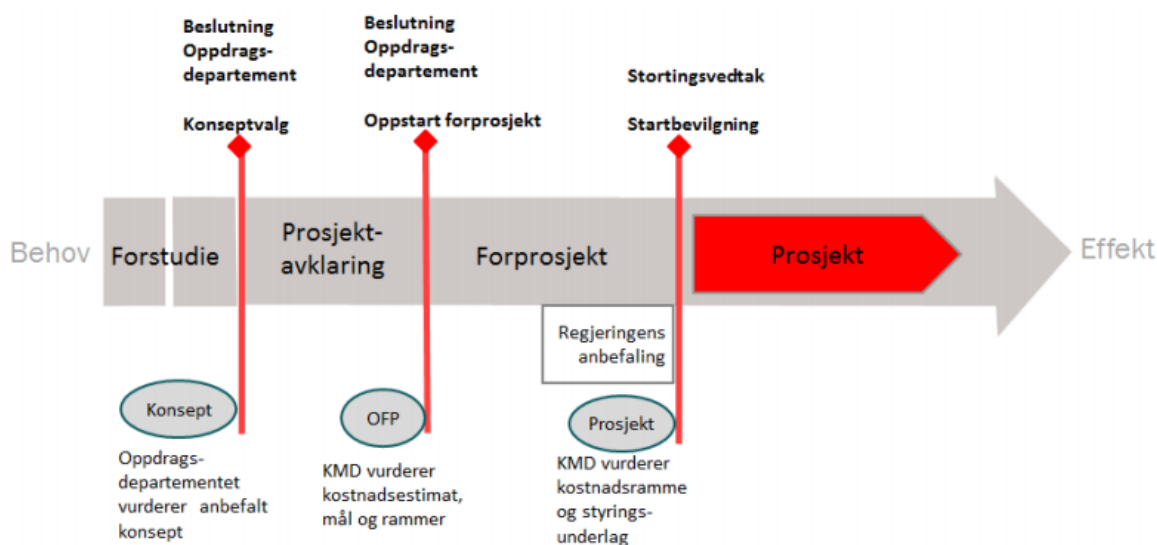 Beslutning
Oppdrags-
departement
Konseptvalg
Beslutning
Oppdrags-
departement
Oppstart forprosjekt
Stortingsvedtak
Startbevilgning
Behov
Forstudie
Prosjekt-
avklaring
Forprosjekt
Prosjekt
Effekt
Regjeringens
anbefaling
Konsept
Oppdrags-
departementet
vurderer anbefalt
konsept
OFP
KMD vurderer
kostnadsestimat,
mål og rammer
Prosjekt
KMD vurderer
kostnadsramme
og styrings-
underlag